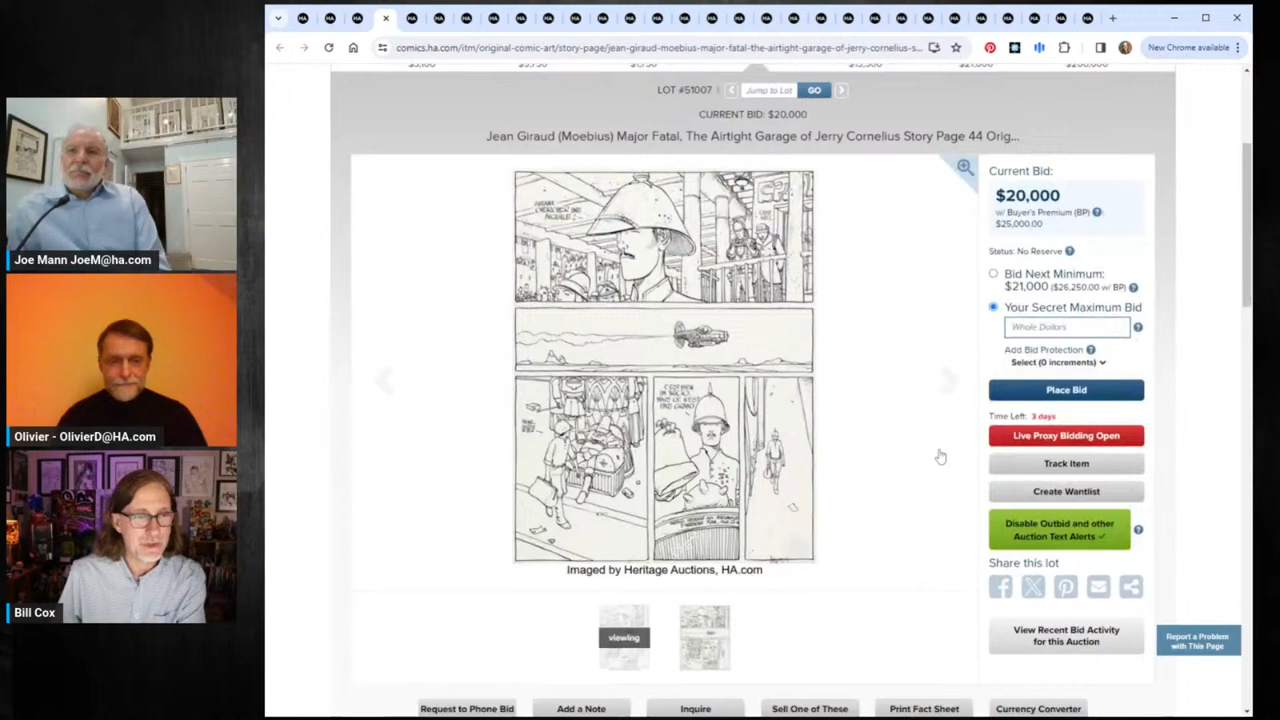 New Chrome available
comics.ha.com/itm/original-comic-art/story-page/jean-giraud-moebius-major-fatal-the-airtight-garage-of-jerry-cornelius-s...
LOT #51007
Jump to Lot
GO
CURRENT BID: $20,000
Jean Giraud (Moebius) Major Fatal, The Airtight Garage of Jerry Cornelius Story Page 44 Orig...
Current Bid:
$20,000
w/ Buyer's Premium (BP)
$25,000.00
Status: No Reserve
Bid Next Minimum:
$21,000 ($26,250.00 w/ BP)
Your Secret Maximum Bid
Whole Dollars
Add Bid Protection
Select (0 increments)
Place Bid
Time Left: 3 days
Live Proxy Bidding Open
Track Item
Create Wantlist
Disable Outbid and other
Auction Text Alerts
Share this lot
View Recent Bid Activity
for this Auction
Report a Problem
with This Page
Imaged by Heritage Auctions, HA.com
viewing
Request to Phone Bid
Add a Note
Inquire
Sell One of These
Print Fact Sheet
Currency Converter
Joe Mann JoeM@ha.com
Olivier - OlivierD@HA.com
Bill Cox